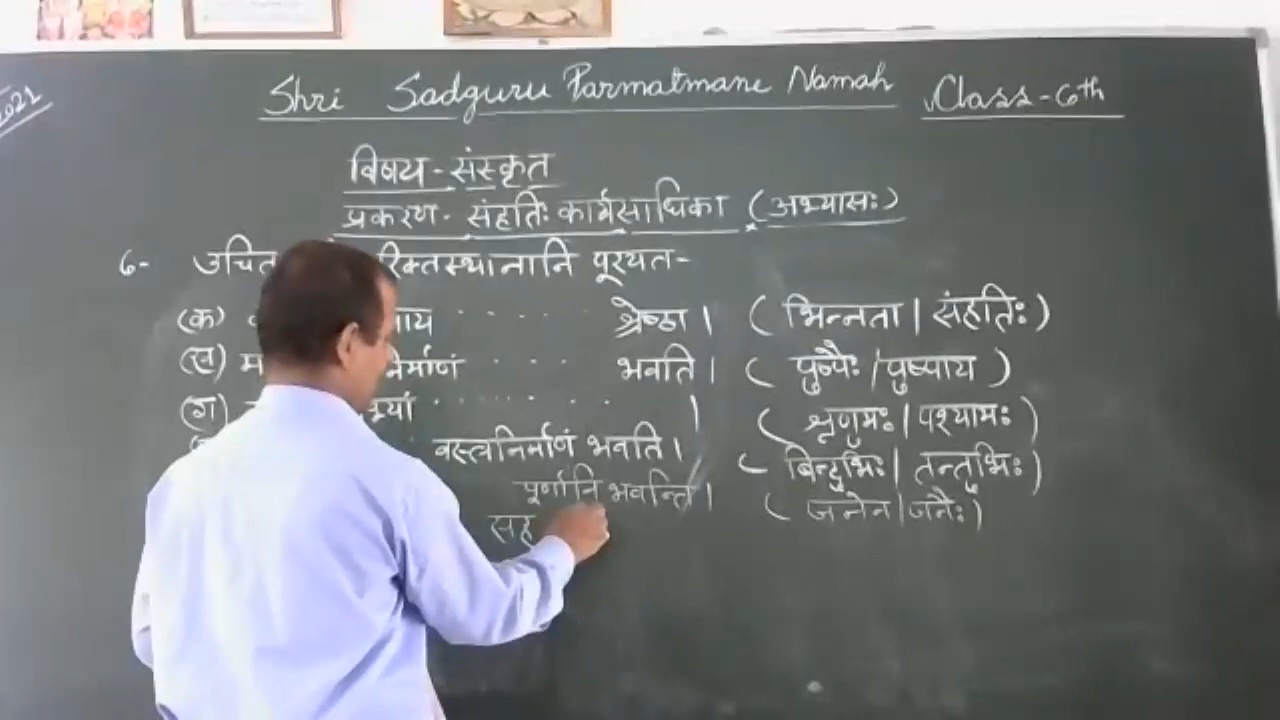 2021
Shri Sadguru Parmatmane Namah Class-6th
विषय-संस्कृत
प्रकरण- संहतिः कार्यसाधिका (अभ्यासः)
6- रिक्तस्थानानि पूरयत-
(क) ...... श्रेष्ठा। (भिन्नता। संहतिः)
(ख) निर्माणं .... भवति। (पुष्पैः/पुष्पाय)
(ग) ........ । (श्रृणुमः।पश्यामः)
वस्त्रनिर्माणं भवति। (बिन्दुभिः। तन्तुभिः)
पूर्णानि भवन्ति। (जनेन।जनैः)
सह